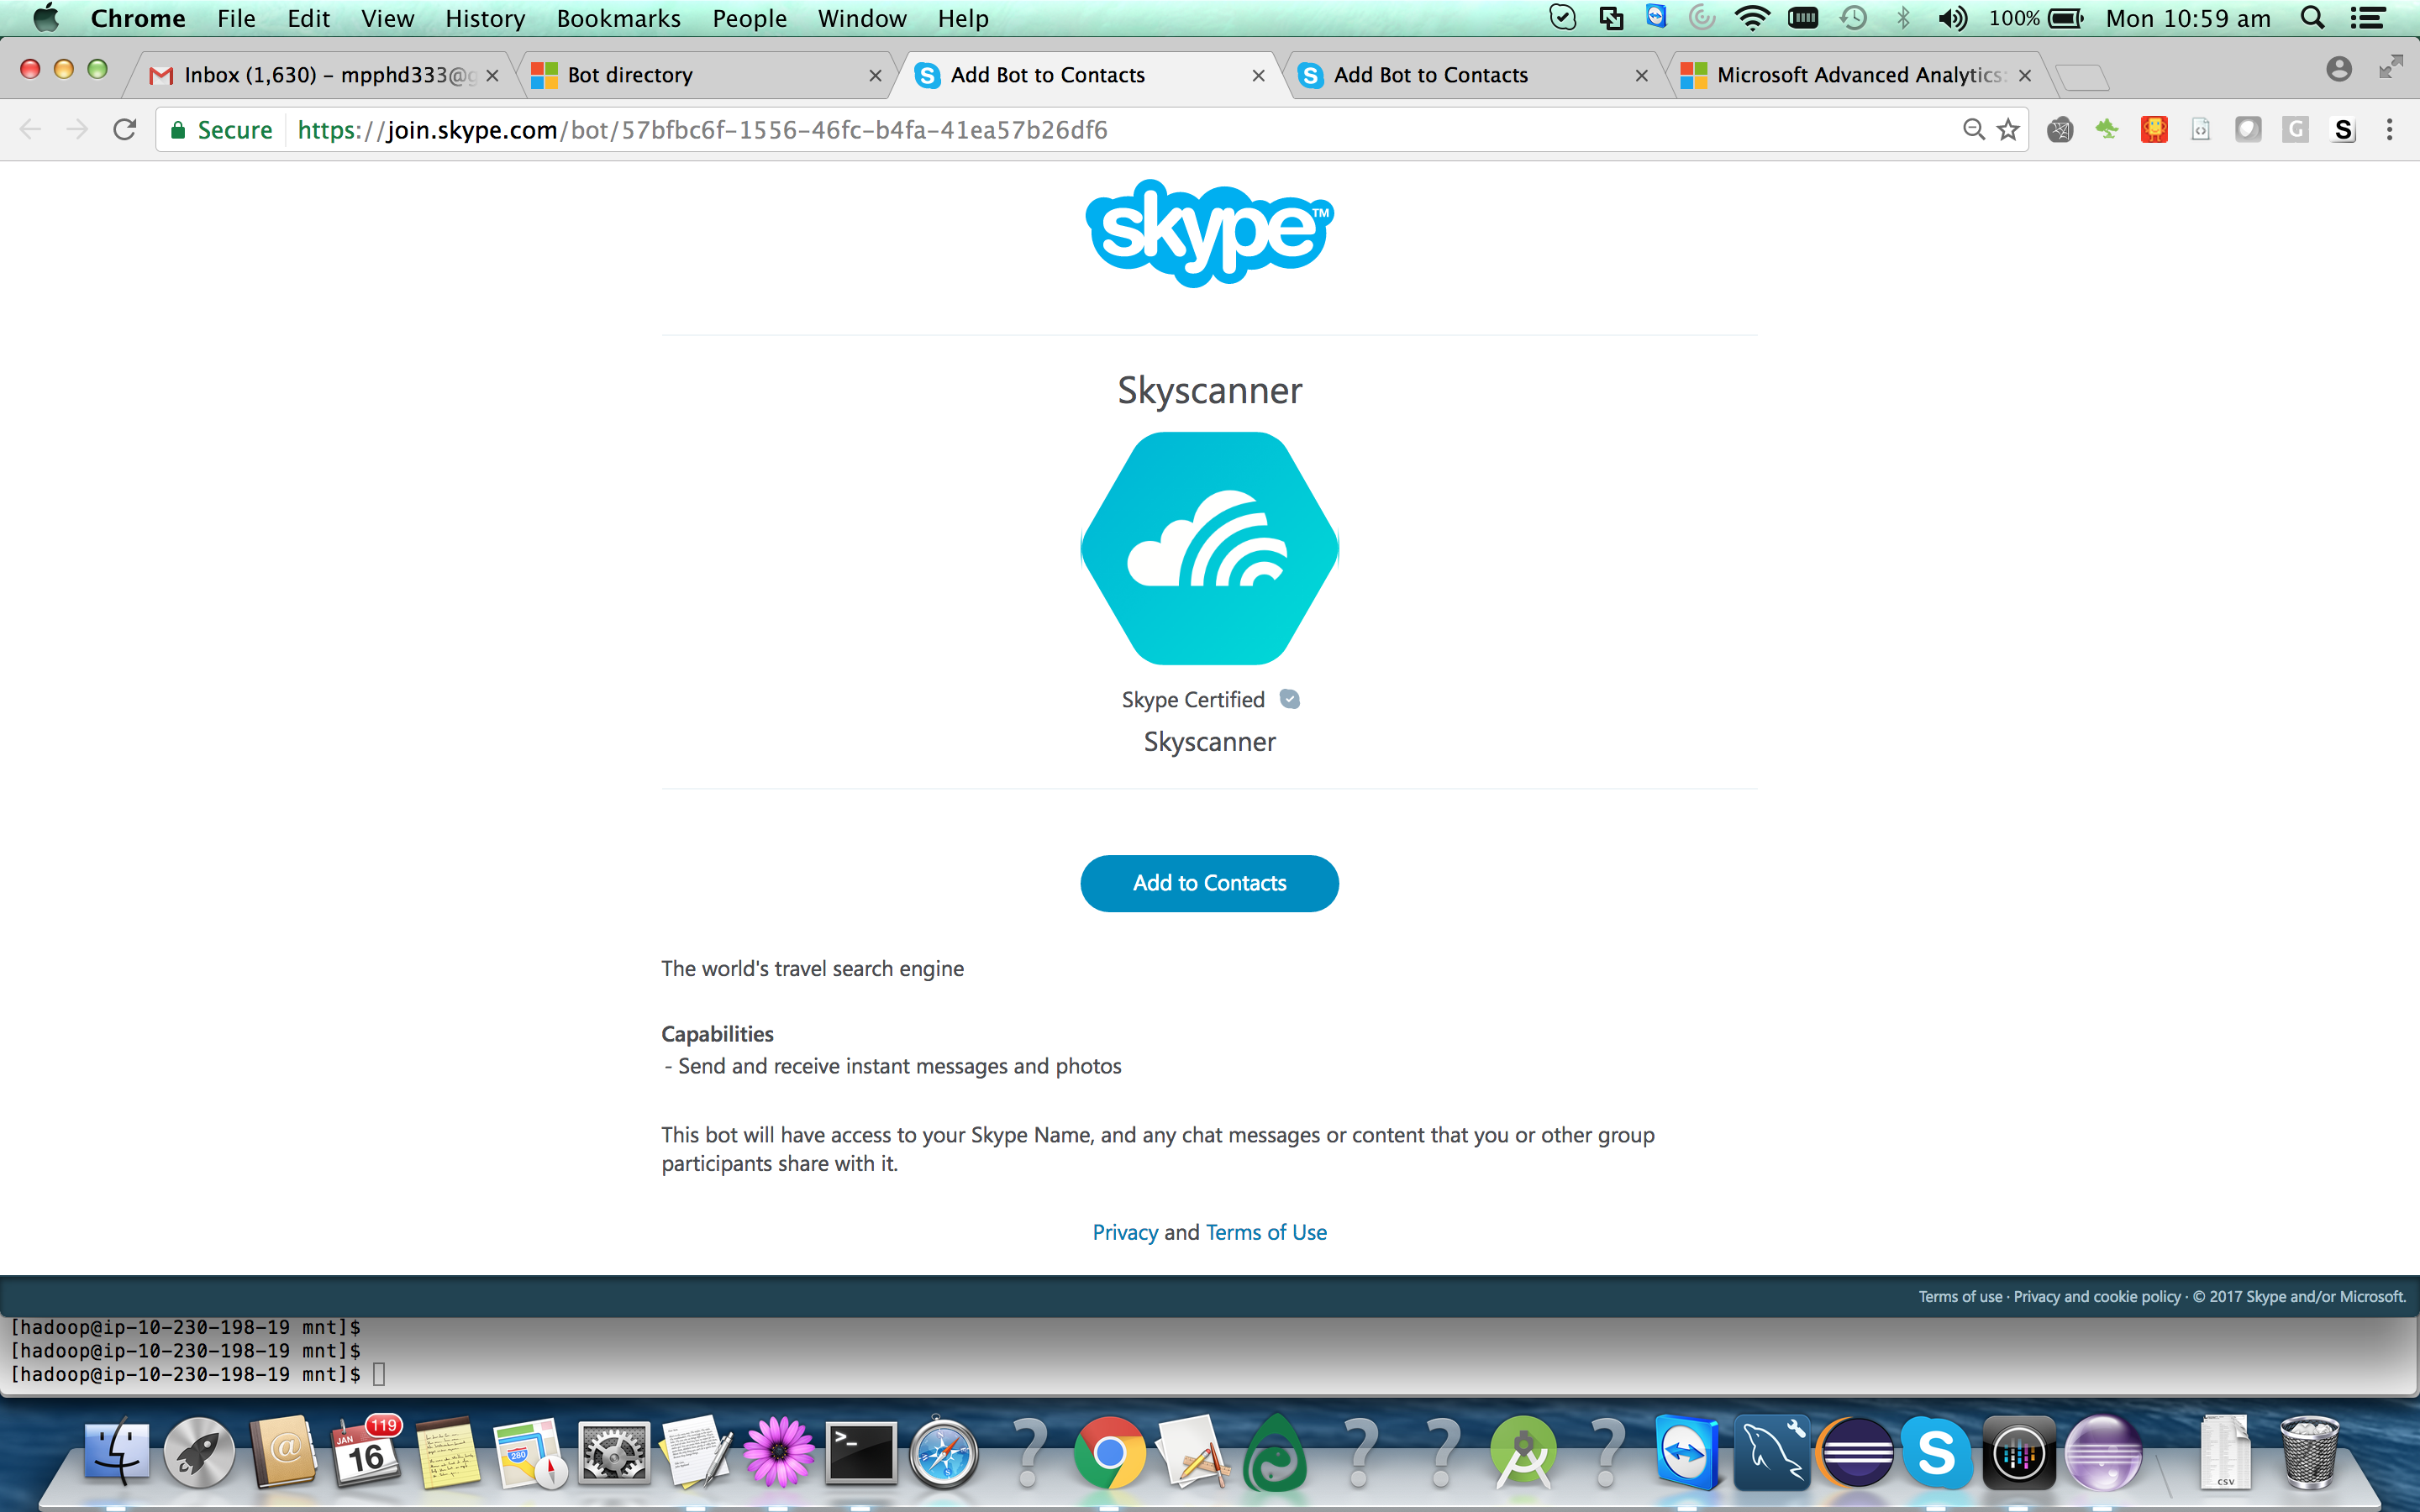 Chrome File Edit View History Bookmarks People Window Help 100% Mon 10:59 am
Inbox (1,630) – mpphd333@g Bot directory Add Bot to Contacts Add Bot to Contacts Microsoft Advanced Analytics:
Secure https://join.skype.com/bot/57bfbc6f-1556-46fc-b4fa-41ea57b26df6 G S
skype™
Skyscanner
Skype Certified
Skyscanner
Add to Contacts
The world's travel search engine
Capabilities
- Send and receive instant messages and photos
This bot will have access to your Skype Name, and any chat messages or content that you or other group
participants share with it.
Privacy and Terms of Use
Terms of use · Privacy and cookie policy · © 2017 Skype and/or Microsoft.
[hadoop@ip-10-230-198-19 mnt]$
[hadoop@ip-10-230-198-19 mnt]$
[hadoop@ip-10-230-198-19 mnt]$
119
JAN
16
280
CSV